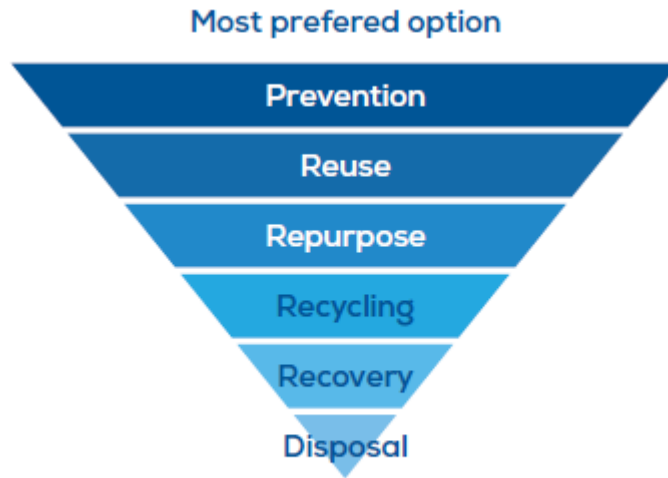 Most prefered option
Prevention
Reuse
Repurpose
Recycling
Recovery
Disposal